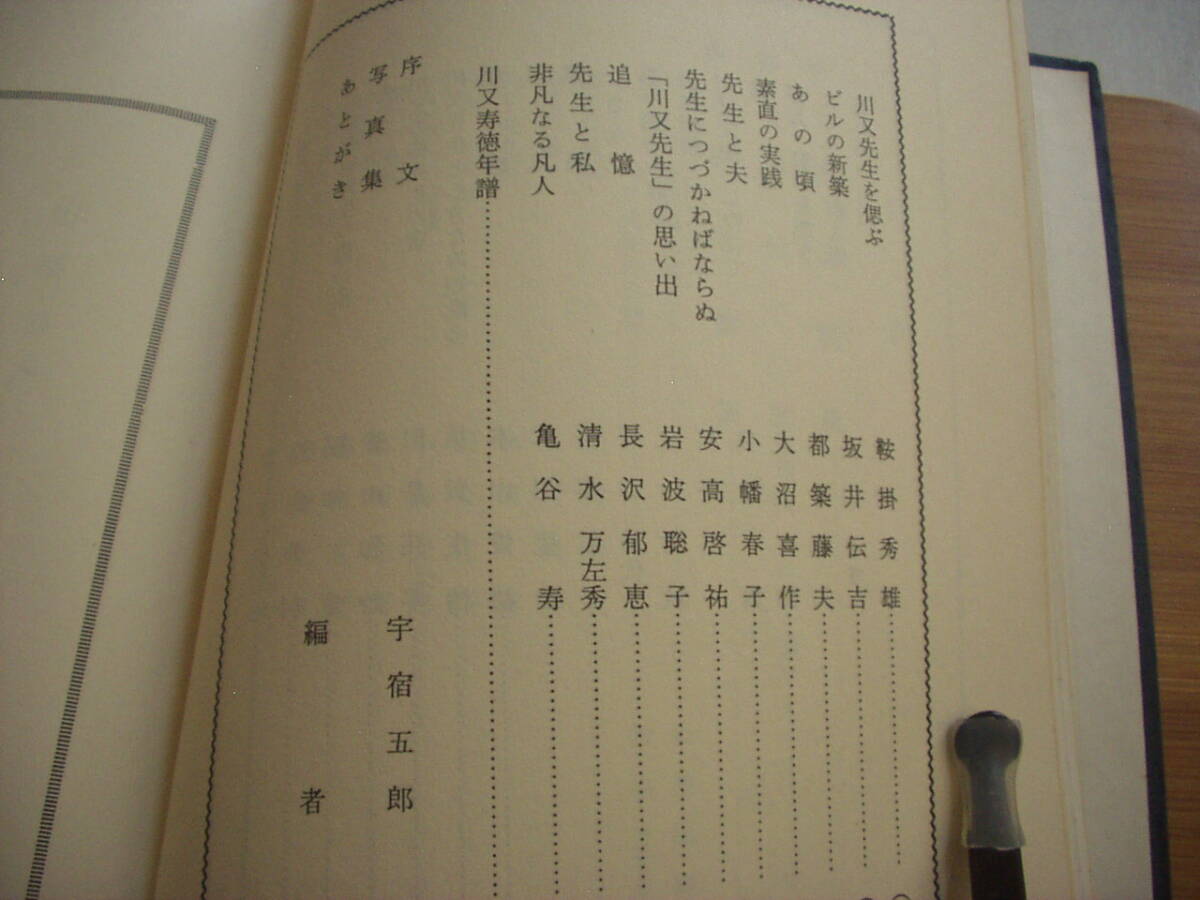 川又先生を偲ぶ 鞍掛秀雄
ビルの新築 坂井伝吉
あの頃 都築藤夫
素直の実践 大沼喜作
先生と夫 小幡春子
先生につづかねばならぬ 安高啓祐
「川又先生」の思い出 岩波聡子
追憶 長沢郁恵
先生と私 清水万左秀
非凡なる凡人 亀谷寿
川又寿徳年譜
序文 宇宿五郎
写真集
あとがき 編者